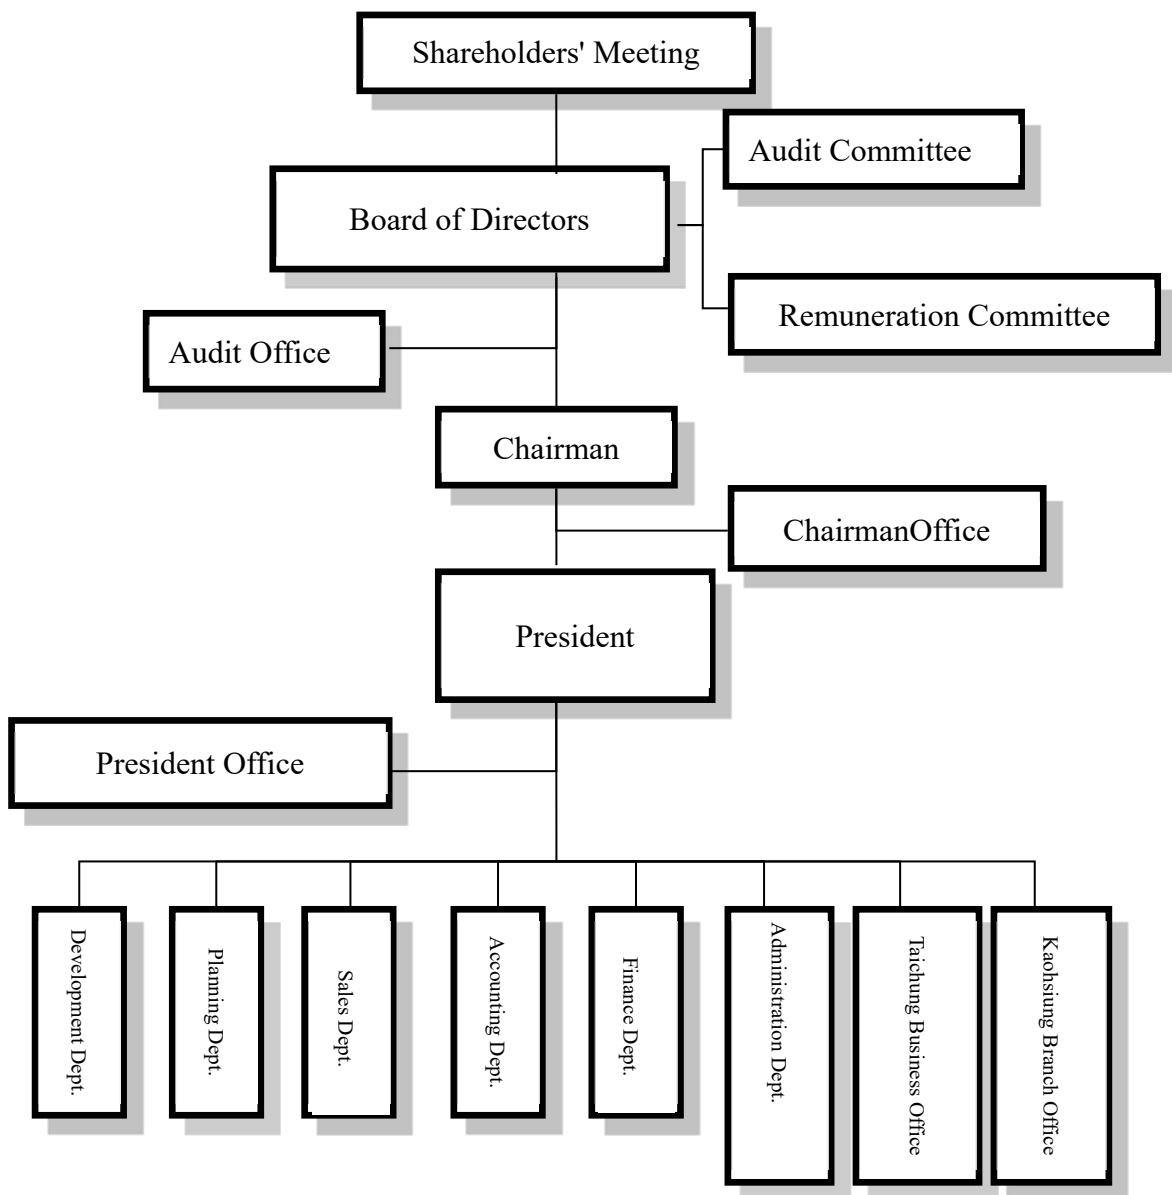 Shareholders' Meeting
Audit Committee
Board of Directors
Remuneration Committee
Audit Office
Chairman
ChairmanOffice
President
President Office
Development Dept.
Planning Dept.
Sales Dept.
Accounting Dept.
Finance Dept.
Administration Dept.
Taichung Business Office
Kaohsiung Branch Office